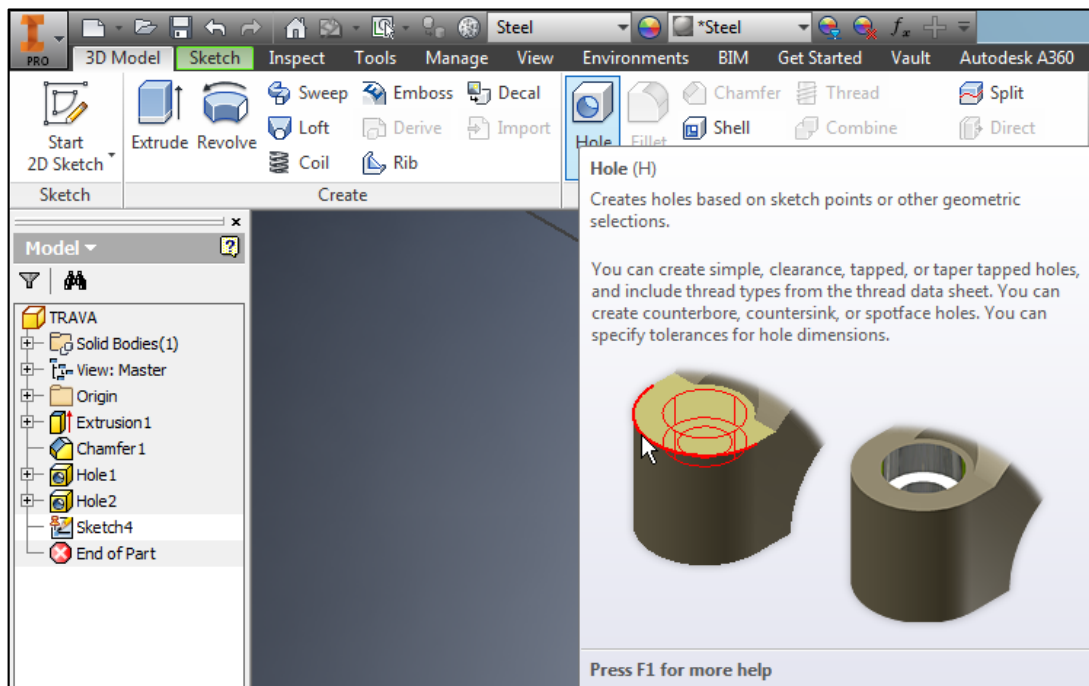 Steel *Steel fx
PRO 3D Model Sketch Inspect Tools Manage View Environments BIM Get Started Vault Autodesk A360
Start
2D Sketch
Extrude Revolve
Sweep Emboss Decal
Loft Derive Import
Coil Rib
Hole Fillet
Chamfer Thread Split
Shell Combine Direct
Sketch Create
Hole (H)
Creates holes based on sketch points or other geometric
selections.
You can create simple, clearance, tapped, or taper tapped holes,
and include thread types from the thread data sheet. You can
create counterbore, countersink, or spotface holes. You can
specify tolerances for hole dimensions.
Press F1 for more help
Model
TRAVA
Solid Bodies(1)
View: Master
Origin
Extrusion1
Chamfer1
Hole1
Hole2
Sketch4
End of Part